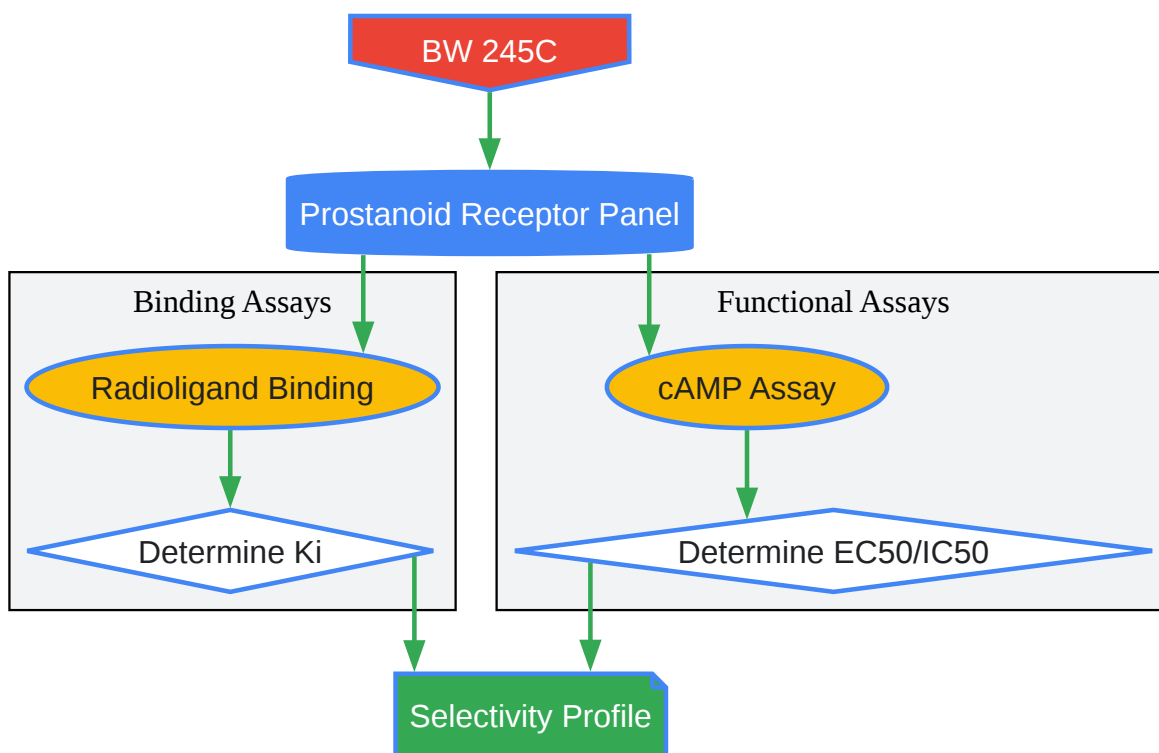 BW 245C
Prostanoid Receptor Panel
Binding Assays
Functional Assays
Radioligand Binding
cAMP Assay
Determine Ki
Determine EC50/IC50
Selectivity Profile